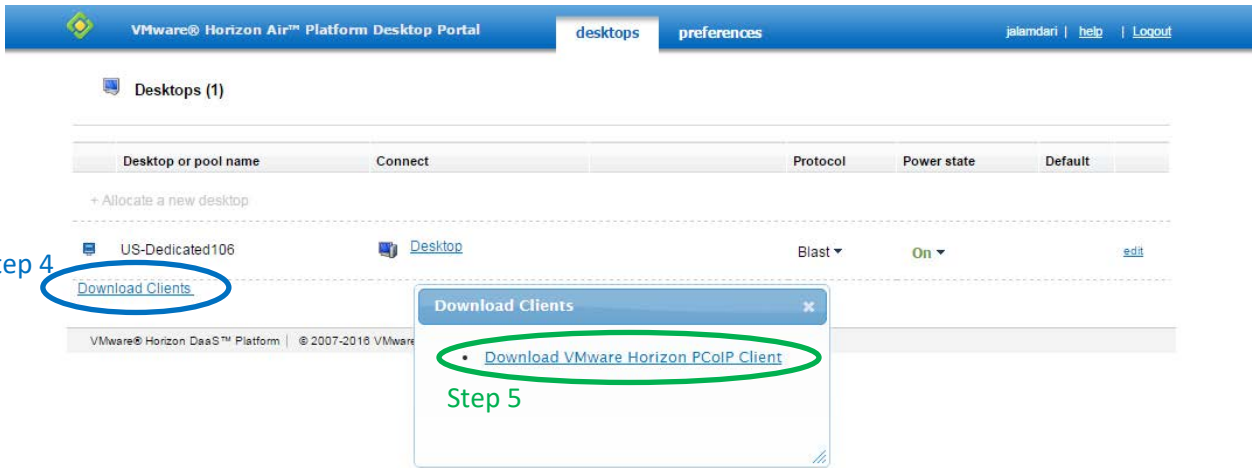 VMware® Horizon Air™ Platform Desktop Portal desktops preferences jalamdari | help | Logout
Desktops (1)
Desktop or pool name Connect Protocol Power state Default
+ Allocate a new desktop
US-Dedicated106 Desktop Blast On edit
tep 4
Download Clients
Download Clients ×
VMware® Horizon DaaS™ Platform | © 2007-2016 VMware
• Download VMware Horizon PCoIP Client
Step 5